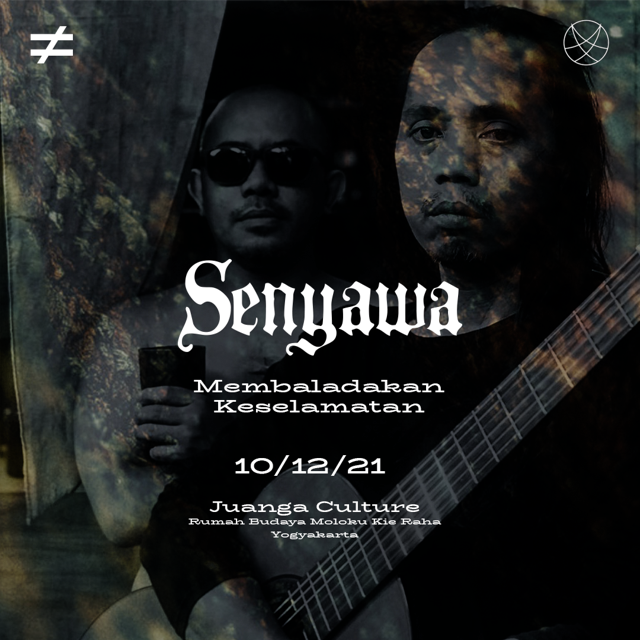 Senyawa
Membaladakan
Keselamatan
10/12/21
Juanga Culture
Rumah Budaya Moloku Kie Raha
Yogyakarta